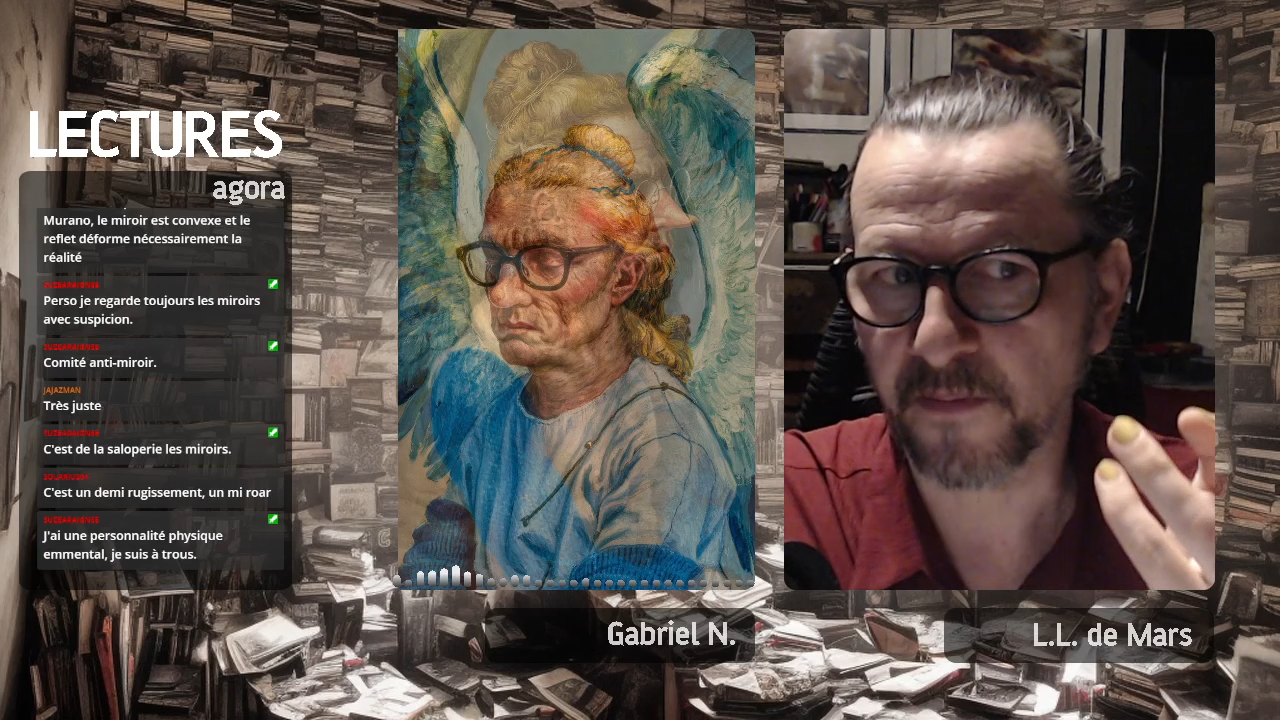 LECTURES
agora
Murano, le miroir est convexe et le
reflet déforme nécessairement la
réalité
Perso je regarde toujours les miroirs
avec suspicion.
Comité anti-miroir.
JAJAZMAN
Très juste
C'est de la saloperie les miroirs.
C'est un demi rugissement, un mi roar
J'ai une personnalité physique
emmental, je suis à trous.
Gabriel N.
L.L. de Mars